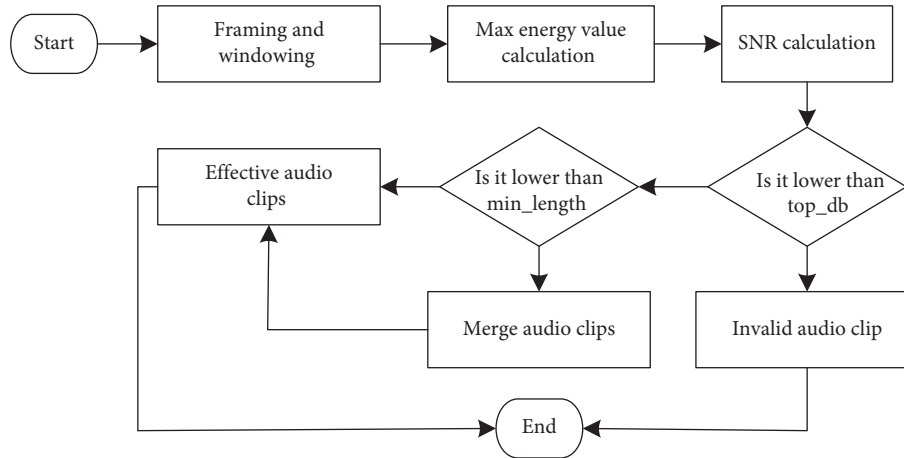 Start
Framing and
windowing
Max energy value
calculation
SNR calculation
Is it lower than
top_db
Is it lower than
min_length
Effective audio
clips
Merge audio clips
Invalid audio clip
End